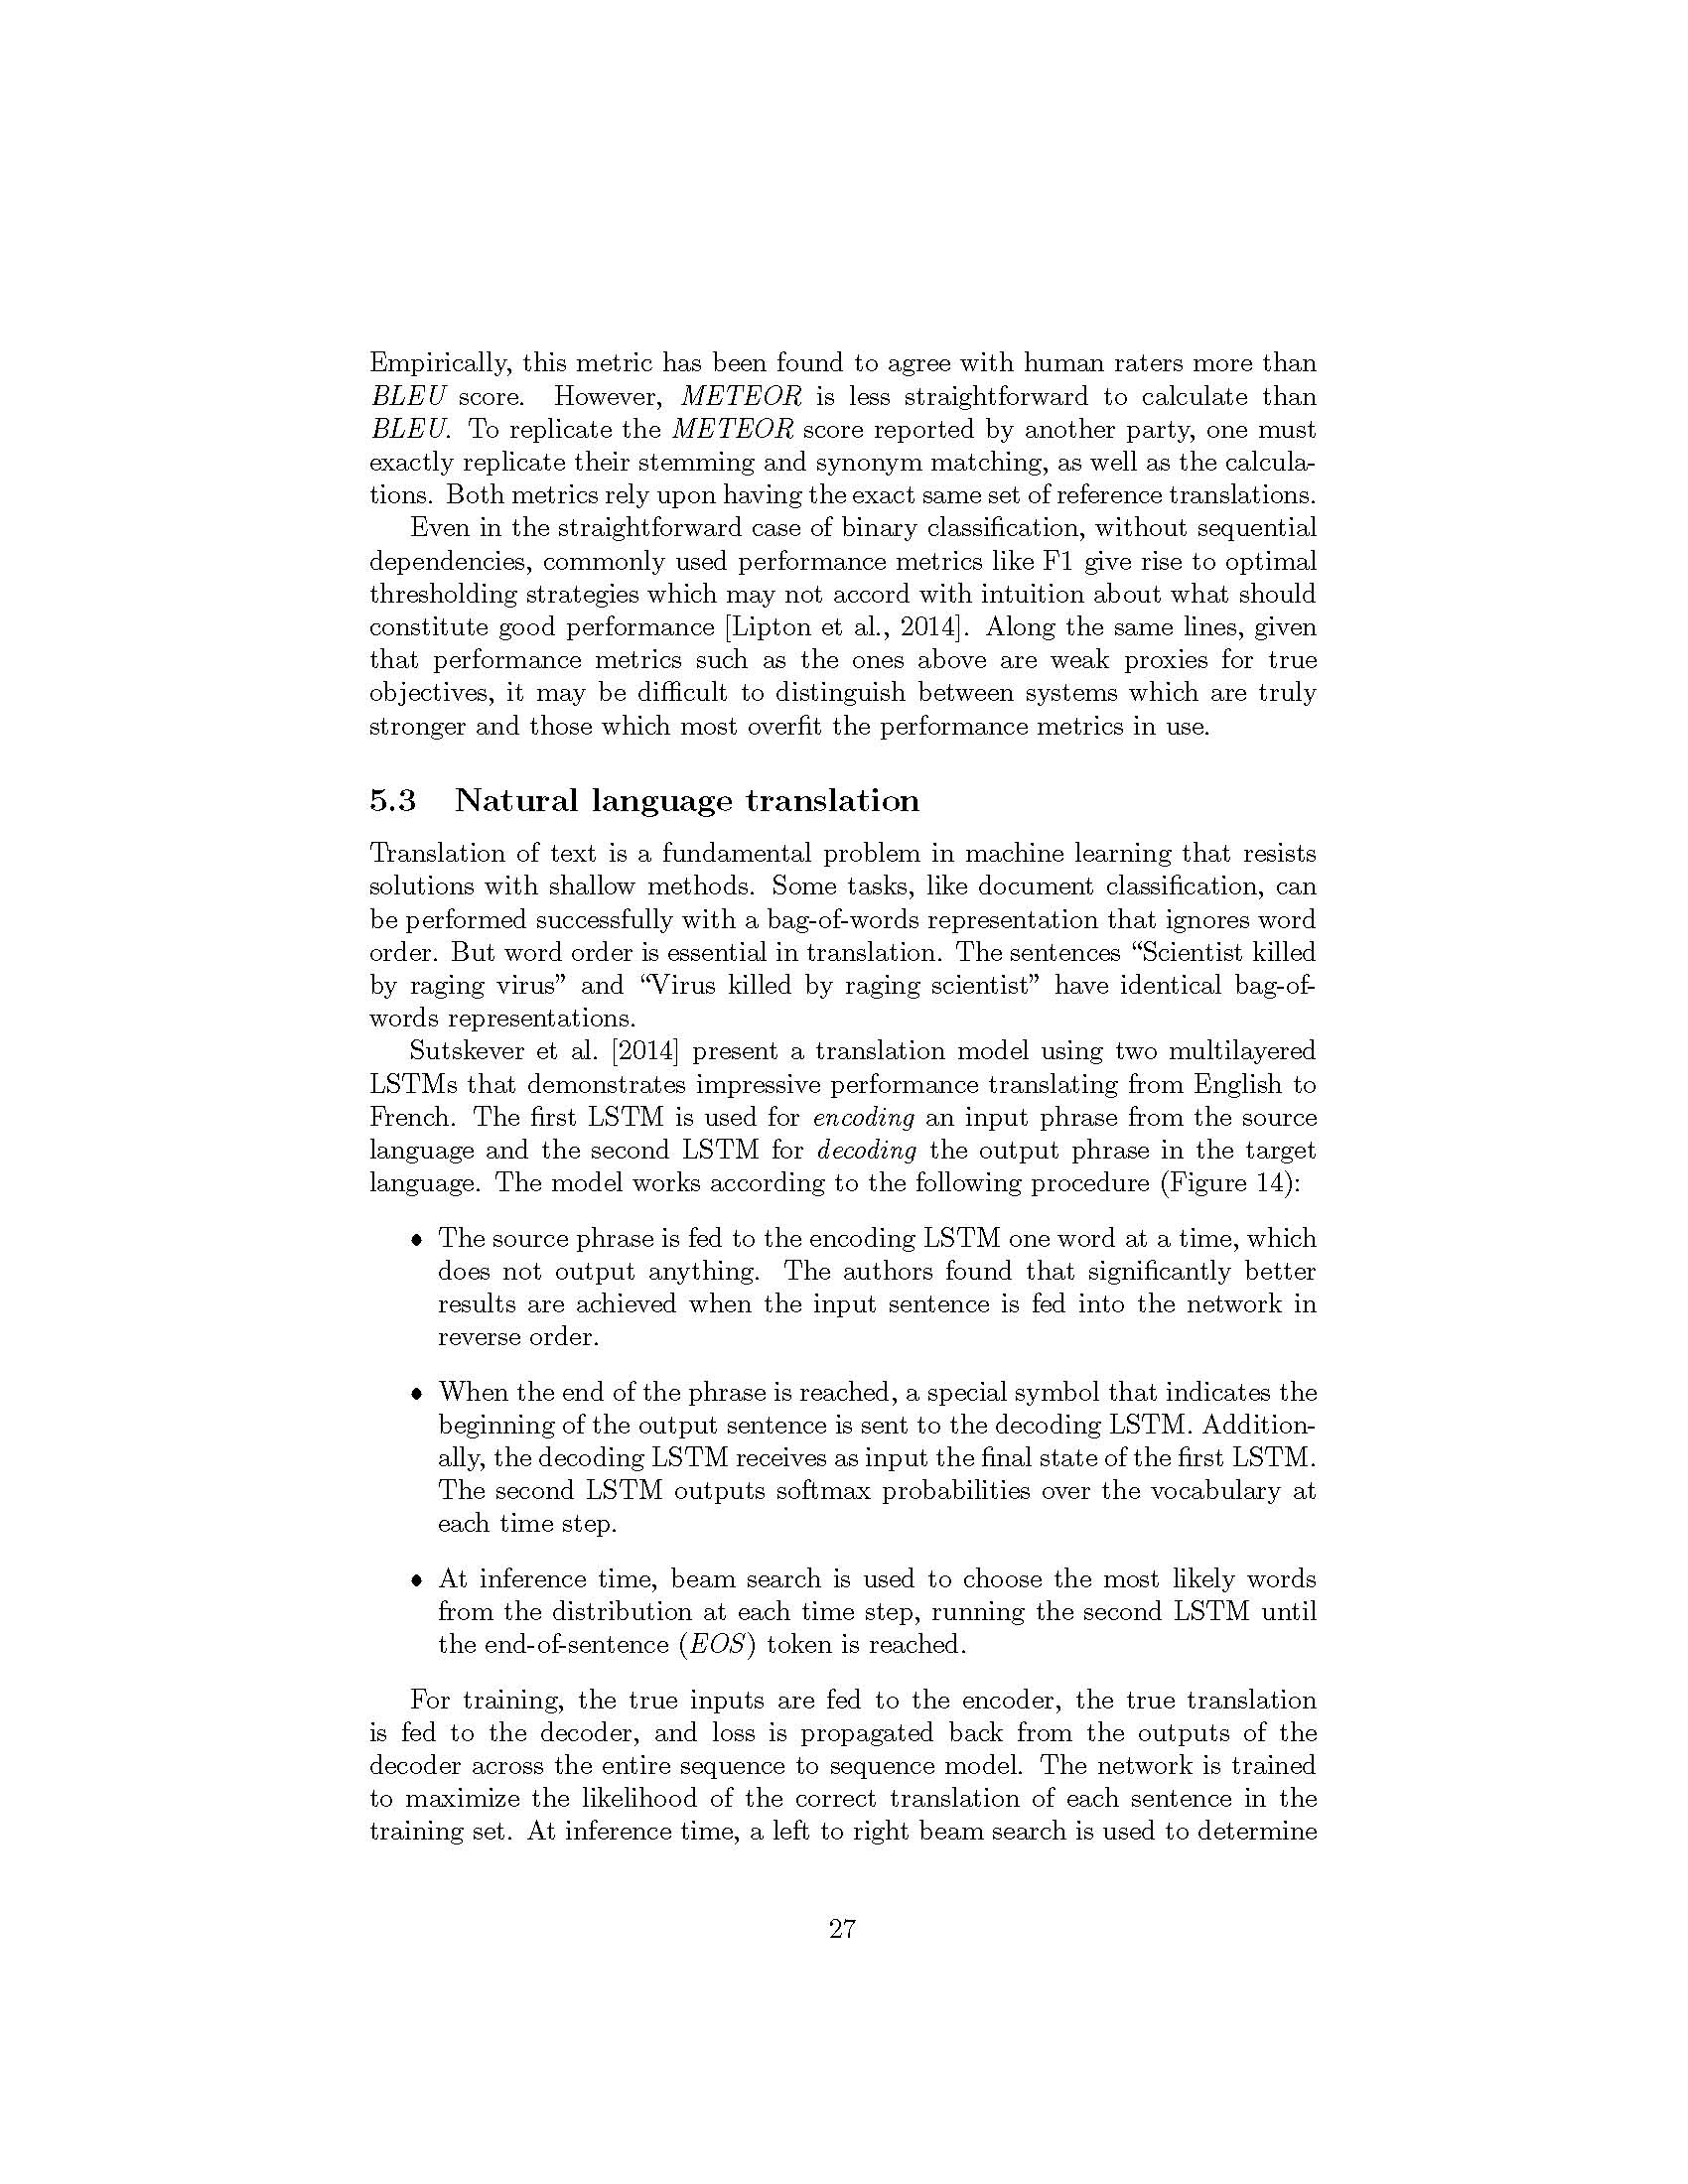 Empirically, this metric has been found to agree with human raters more than
BLEU score. However, METEOR is less straightforward to calculate than
BLEU. To replicate the METEOR score reported by another party, one must
exactly replicate their stemming and synonym matching, as well as the calcula-
tions. Both metrics rely upon having the exact same set of reference translations.
Even in the straightforward case of binary classification, without sequential
dependencies, commonly used performance metrics like F1 give rise to optimal
thresholding strategies which may not accord with intuition about what should
constitute good performance [Lipton et al., 2014]. Along the same lines, given
that performance metrics such as the ones above are weak proxies for true
objectives, it may be difficult to distinguish between systems which are truly
stronger and those which most overfit the performance metrics in use.
5.3 Natural language translation
Translation of text is a fundamental problem in machine learning that resists
solutions with shallow methods. Some tasks, like document classification, can
be performed successfully with a bag-of-words representation that ignores word
order. But word order is essential in translation. The sentences “Scientist killed
by raging virus” and “Virus killed by raging scientist” have identical bag-of-
words representations.
Sutskever et al. [2014] present a translation model using two multilayered
LSTMs that demonstrates impressive performance translating from English to
French. The first LSTM is used for encoding an input phrase from the source
language and the second LSTM for decoding the output phrase in the target
language. The model works according to the following procedure (Figure 14):
• The source phrase is fed to the encoding LSTM one word at a time, which
does not output anything. The authors found that significantly better
results are achieved when the input sentence is fed into the network in
reverse order.
• When the end of the phrase is reached, a special symbol that indicates the
beginning of the output sentence is sent to the decoding LSTM. Addition-
ally, the decoding LSTM receives as input the final state of the first LSTM.
The second LSTM outputs softmax probabilities over the vocabulary at
each time step.
• At inference time, beam search is used to choose the most likely words
from the distribution at each time step, running the second LSTM until
the end-of-sentence (EOS) token is reached.
For training, the true inputs are fed to the encoder, the true translation
is fed to the decoder, and loss is propagated back from the outputs of the
decoder across the entire sequence to sequence model. The network is trained
to maximize the likelihood of the correct translation of each sentence in the
training set. At inference time, a left to right beam search is used to determine
27